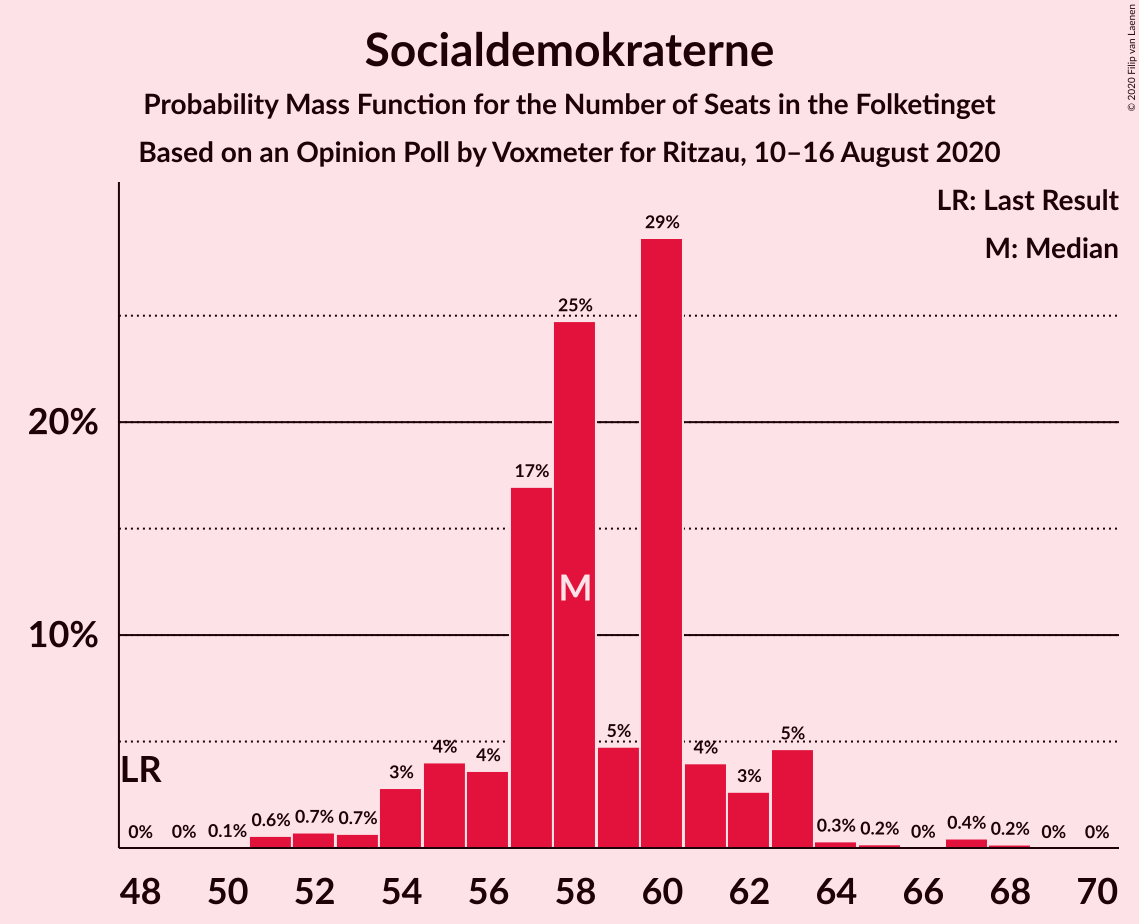 Socialdemokraterne
Probability Mass Function for the Number of Seats in the Folketinget
Based on an Opinion Poll by Voxmeter for Ritzau, 10–16 August 2020
© 2020 Filip van Laenen
LR: Last Result
M: Median
20%
10%
0% 0% 0.1% 0.6% 0.7% 0.7% 3% 4% 4% 17% 25% 5% 29% 4% 3% 5% 0.3% 0.2% 0% 0.4% 0.2% 0% 0%
M
LR
48 50 52 54 56 58 60 62 64 66 68 70